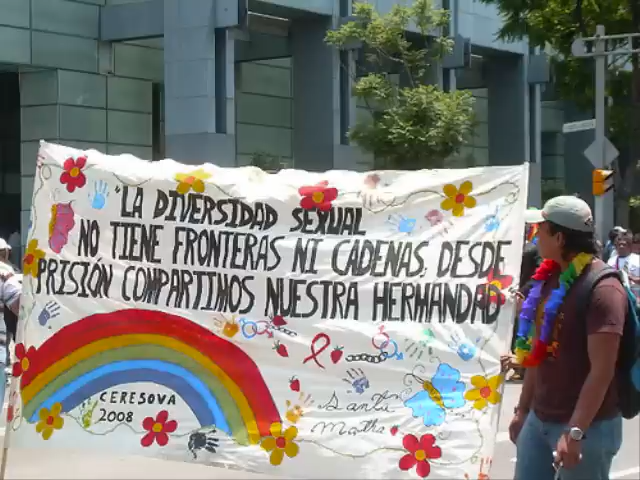 "LA DIVERSIDAD SEXUAL
NO TIENE FRONTERAS NI CADENAS, DESDE
PRISIÓN COMPARTIMOS NUESTRA HERMANDAD
CERESOVA
2008
Santa
Martha